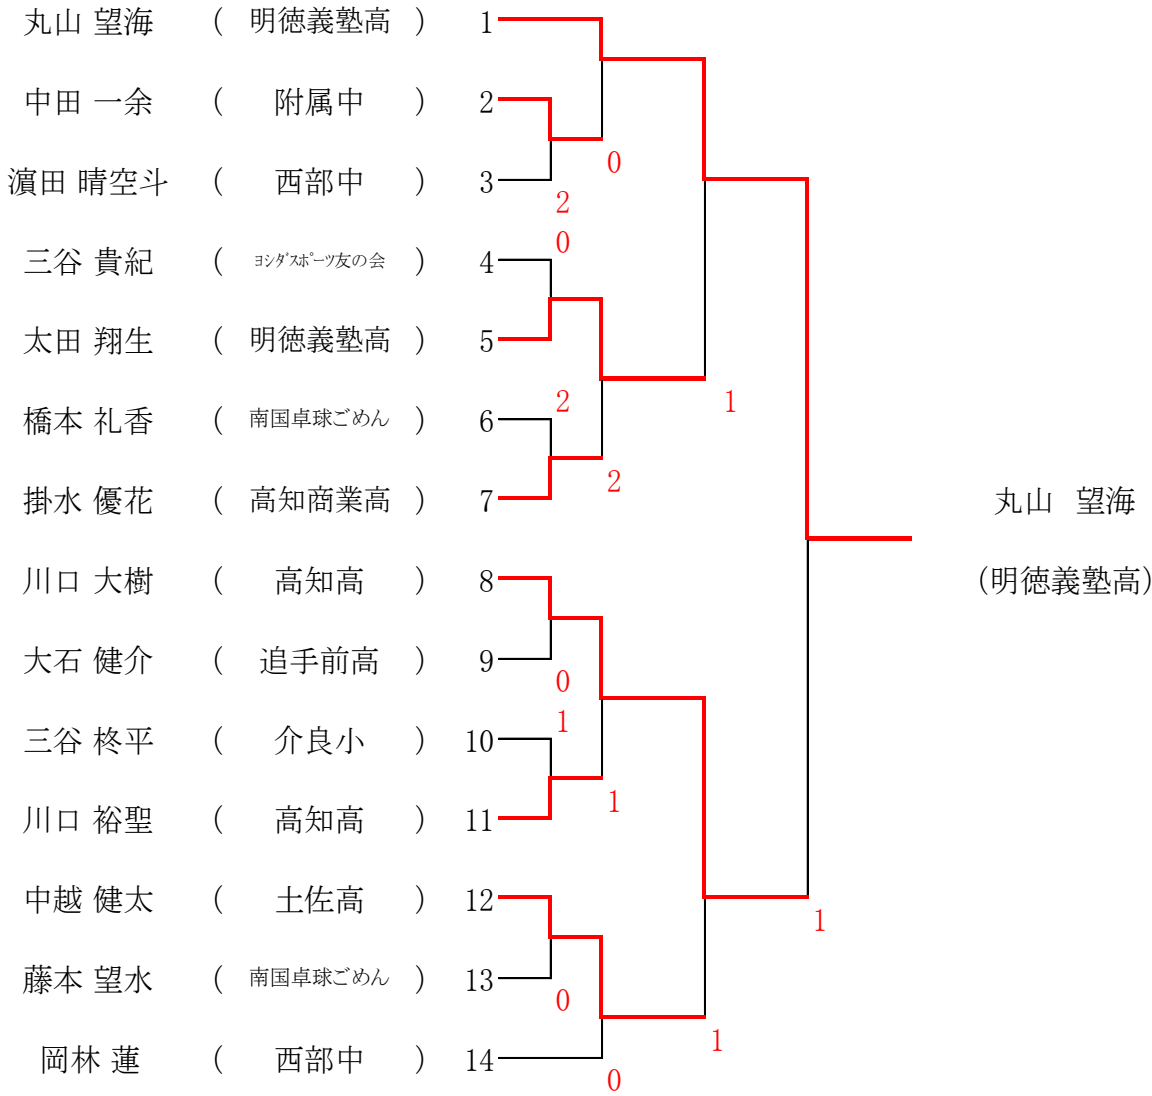 丸山 望海 ( 明徳義塾高 ) 1
中田 一余 ( 附属中 ) 2
0
濵田 晴空斗 ( 西部中 ) 3
2
0
三谷 貴紀 ( ﾖｼﾀﾞｽﾎﾟｰﾂ友の会 ) 4
太田 翔生 ( 明徳義塾高 ) 5
2
1
橋本 礼香 ( 南国卓球ごめん ) 6
2
掛水 優花 ( 高知商業高 ) 7
丸山 望海
(明徳義塾高)
川口 大樹 ( 高知高 ) 8
大石 健介 ( 追手前高 ) 9
0
1
三谷 柊平 ( 介良小 ) 10
1
川口 裕聖 ( 高知高 ) 11
中越 健太 ( 土佐高 ) 12
1
藤本 望水 ( 南国卓球ごめん ) 13
0
1
岡林 蓮 ( 西部中 ) 14
0